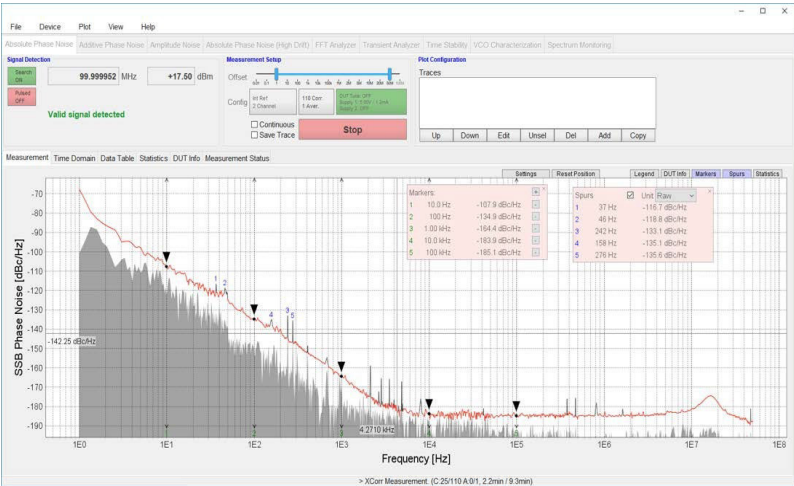 File Device Plot View Help
Absolute Phase Noise Additive Phase Noise Amplitude Noise Absolute Phase Noise (High Drift) FFT Analyzer Transient Analyzer Time Stability VCO Characterization Spectrum Monitoring
Signal Detection
Search
ON
99.999952 MHz +17.50 dBm
Pulsed
OFF
Valid signal detected
Measurement Setup
Offset
Config
Int Ref
2 Channel
110 Corr.
1 Aver.
Continuous
Save Trace
Stop
Plot Configuration
Traces
Up Down Edit Unsel Del Add Copy
Measurement Time Domain Data Table Statistics DUT Info Measurement Status
Settings Reset Position Legend DUT Info Markers Spurs Statistics
Markers:
1 10.0 Hz -107.9 dBc/Hz
2 100 Hz -134.9 dBc/Hz
3 1.00 kHz -164.4 dBc/Hz
4 10.0 kHz -183.9 dBc/Hz
5 100 kHz -185.1 dBc/Hz
Spurs Unit Raw
1 37 Hz -116.7 dBc/Hz
2 46 Hz -118.8 dBc/Hz
3 242 Hz -133.1 dBc/Hz
4 158 Hz -135.1 dBc/Hz
5 276 Hz -135.6 dBc/Hz
SSB Phase Noise [dBc/Hz]
-70
-80
-90
-100
-110
-120
-130
-140
-142.25 dBc/Hz
-150
-160
-170
-180
-190
1 2 3 4 5
4.2710 kHz
1E0 1E1 1E2 1E3 1E4 1E5 1E6 1E7 1E8
Frequency [Hz]
> XCorr Measurement. (C:25/110 A:0/1, 2.2min / 9.3min)